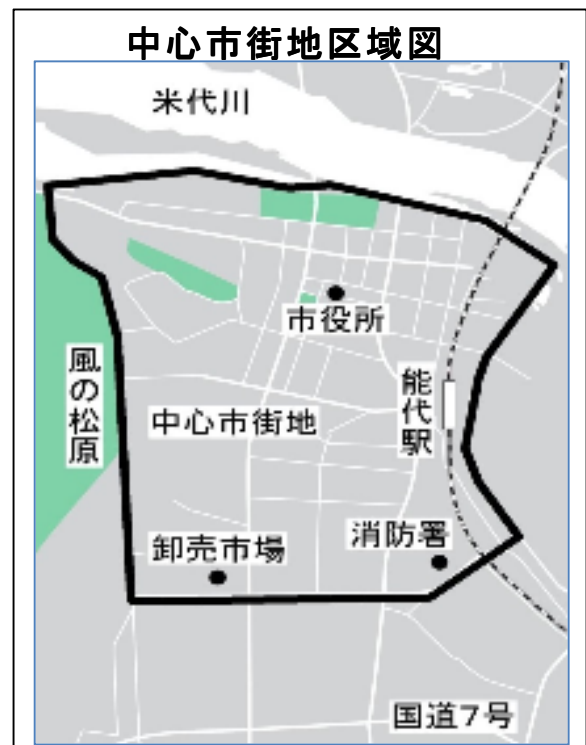 中心市街地区域図
米代川
市役所
風の松原
能代駅
中心市街地
消防署
卸売市場
国道7号